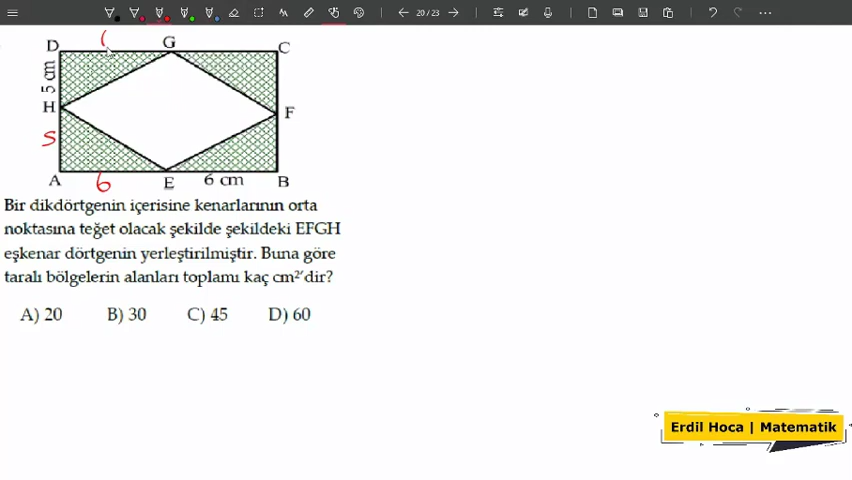 20/23
D
G
C
5 cm
H
F
5
A
6
E
6 cm
B
Bir dikdörtgenin içerisine kenarlarının orta
noktasına teğet olacak şekilde şekildeki EFGH
eşkenar dörtgenin yerleştirilmiştir. Buna göre
taralı bölgelerin alanları toplamı kaç cm²'dir?
A) 20 B) 30 C) 45 D) 60
Erdil Hoca | Matematik